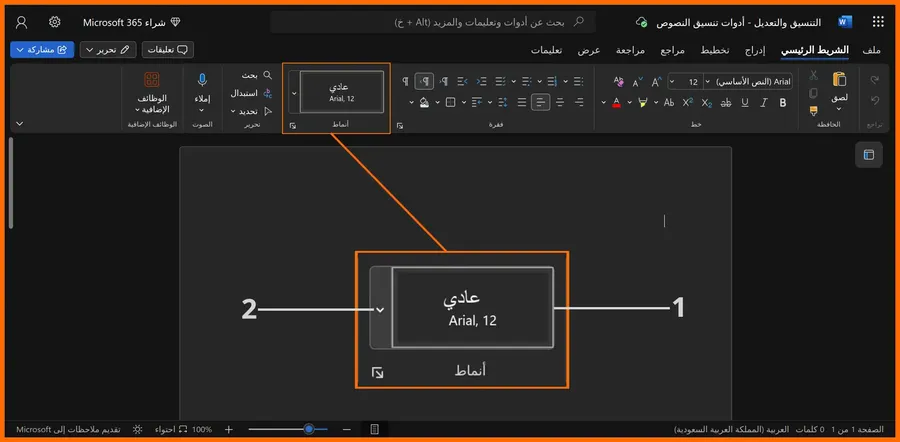 التنسيق والتعديل - أدوات تنسيق النصوص
بحث عن أدوات وتعليمات والمزيد (Alt + خ)
شراء Microsoft 365
ملف الشريط الرئيسي إدراج تخطيط مراجع مراجعة عرض تعليمات
تعليقات تحرير مشاركة
لصق
Arial (النص الأساسي) 12
عادي
Arial, 12
بحث
استبدال
تحديد
إملاء
الوظائف
الإضافية
تراجع الحافظة خط فقرة أنماط تحرير الصوت الوظائف الإضافية
عادي
Arial, 12
أنماط
1
2
الصفحة 1 من 1 0 كلمات العربية (المملكة العربية السعودية)
100% احتواء تقديم ملاحظات إلى Microsoft